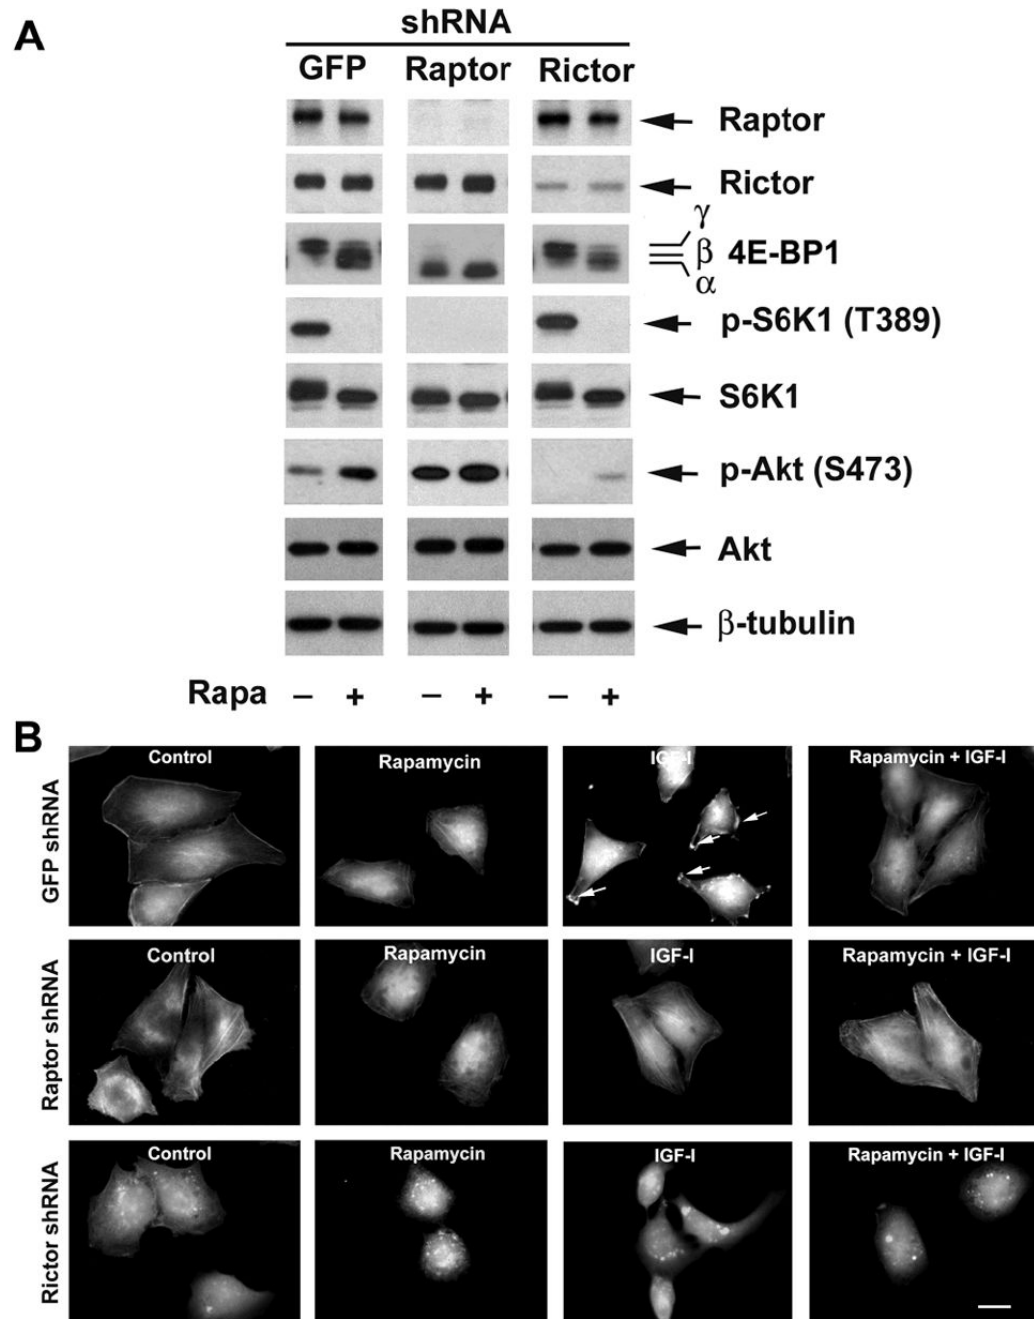 A
shRNA
GFP Raptor Rictor
Raptor
Rictor
γ
β 4E-BP1
α
p-S6K1 (T389)
S6K1
p-Akt (S473)
Akt
β-tubulin
Rapa − + − + − +
B
GFP shRNA
Control Rapamycin IGF-I Rapamycin + IGF-I
Raptor shRNA
Control Rapamycin IGF-I Rapamycin + IGF-I
Rictor shRNA
Control Rapamycin IGF-I Rapamycin + IGF-I